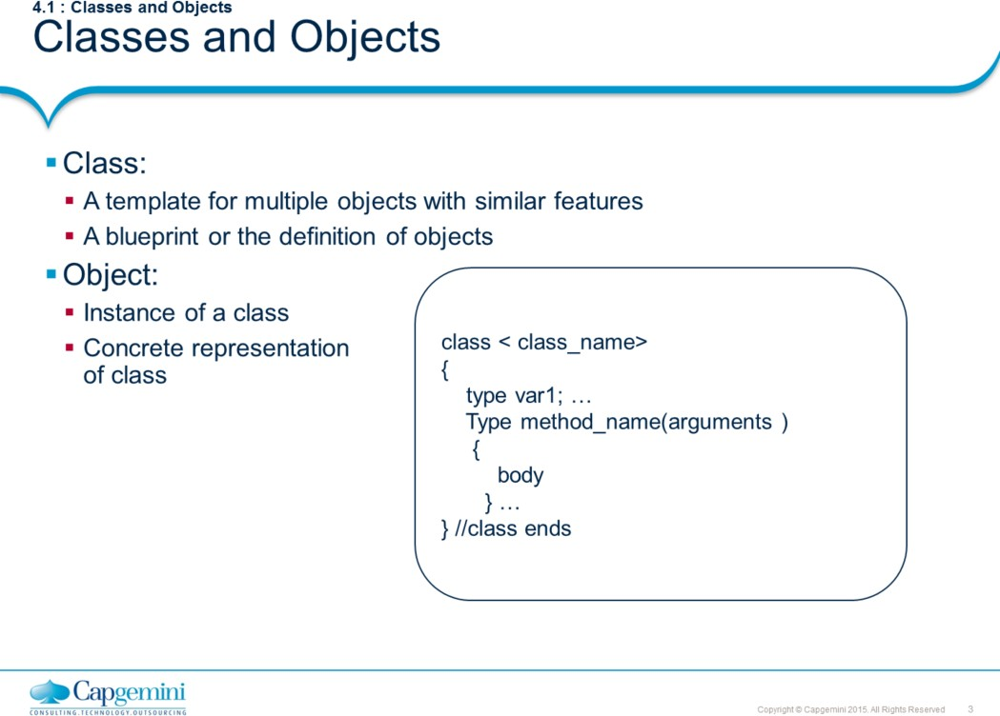 4.1 : Classes and Objects
Classes and Objects
Class:
A template for multiple objects with similar features
A blueprint or the definition of objects
Object:
Instance of a class
Concrete representation
of class
class < class_name>
{
type var1; …
Type method_name(arguments )
{
body
} …
} //class ends
Capgemini
CONSULTING.TECHNOLOGY.OUTSOURCING
Copyright © Capgemini 2015. All Rights Reserved 3